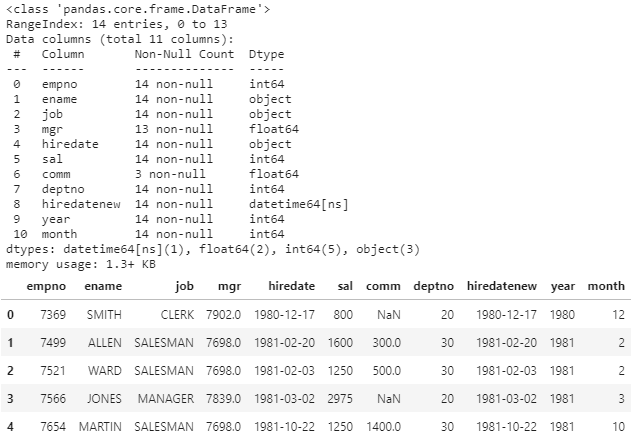 <class 'pandas.core.frame.DataFrame'>
RangeIndex: 14 entries, 0 to 13
Data columns (total 11 columns):
 #   Column      Non-Null Count  Dtype
---  ------      --------------  -----
 0   empno       14 non-null     int64
 1   ename       14 non-null     object
 2   job         14 non-null     object
 3   mgr         13 non-null     float64
 4   hiredate    14 non-null     object
 5   sal         14 non-null     int64
 6   comm        3 non-null      float64
 7   deptno      14 non-null     int64
 8   hiredatenew 14 non-null     datetime64[ns]
 9   year        14 non-null     int64
 10  month       14 non-null     int64
dtypes: datetime64[ns](1), float64(2), int64(5), object(3)
memory usage: 1.3+ KB
empno ename job mgr hiredate sal comm deptno hiredatenew year month
0 7369 SMITH CLERK 7902.0 1980-12-17 800 NaN 20 1980-12-17 1980 12
1 7499 ALLEN SALESMAN 7698.0 1981-02-20 1600 300.0 30 1981-02-20 1981 2
2 7521 WARD SALESMAN 7698.0 1981-02-03 1250 500.0 30 1981-02-03 1981 2
3 7566 JONES MANAGER 7839.0 1981-03-02 2975 NaN 20 1981-03-02 1981 3
4 7654 MARTIN SALESMAN 7698.0 1981-10-22 1250 1400.0 30 1981-10-22 1981 10